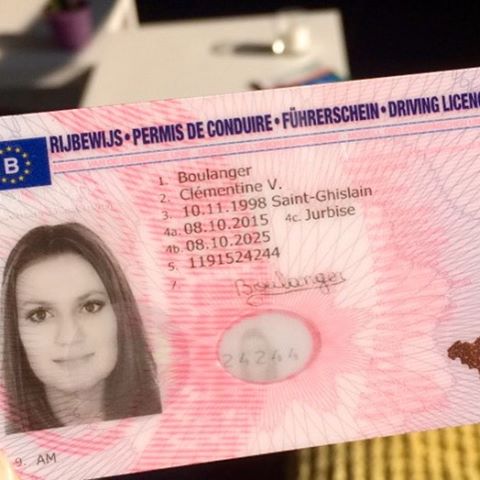 B
RIJBEWIJS • PERMIS DE CONDUIRE • FÜHRERSCHEIN • DRIVING LICEN
1. Boulanger
2. Clémentine V.
3. 10.11.1998 Saint-Ghislain
4a. 08.10.2015 4c. Jurbise
4b. 08.10.2025
5. 1191524244
7.
Boulanger
24244
9. AM